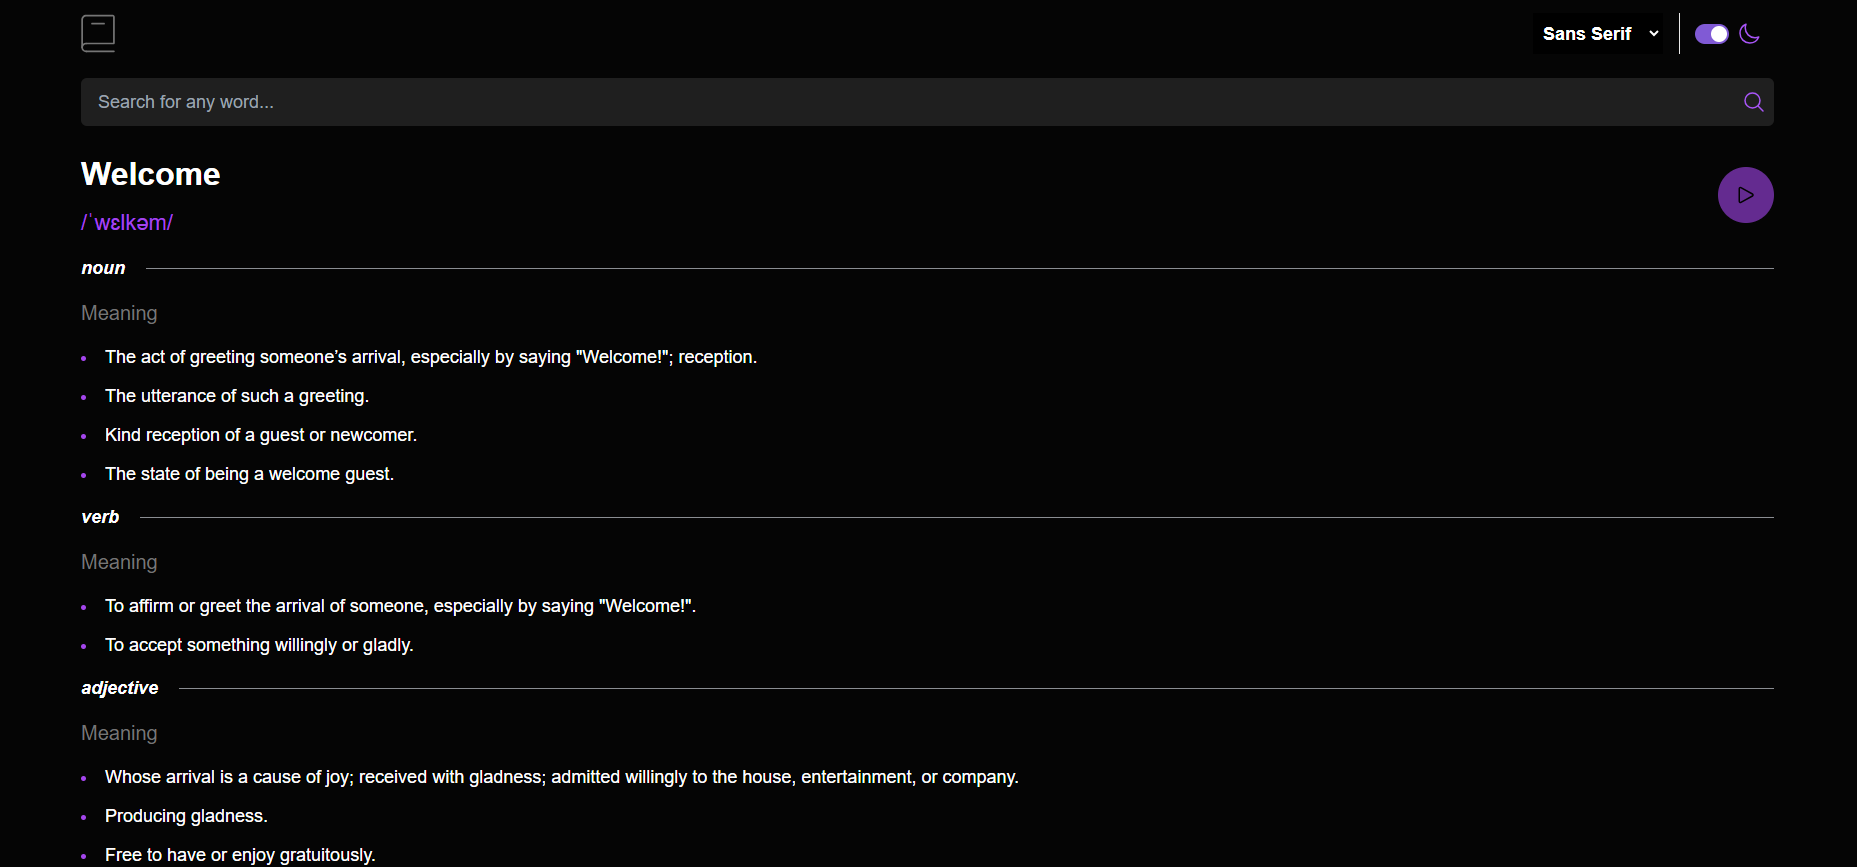 Sans Serif
Search for any word...
Welcome
/ˈwɛlkəm/
noun
Meaning
The act of greeting someone’s arrival, especially by saying "Welcome!"; reception.
The utterance of such a greeting.
Kind reception of a guest or newcomer.
The state of being a welcome guest.
verb
Meaning
To affirm or greet the arrival of someone, especially by saying "Welcome!".
To accept something willingly or gladly.
adjective
Meaning
Whose arrival is a cause of joy; received with gladness; admitted willingly to the house, entertainment, or company.
Producing gladness.
Free to have or enjoy gratuitously.